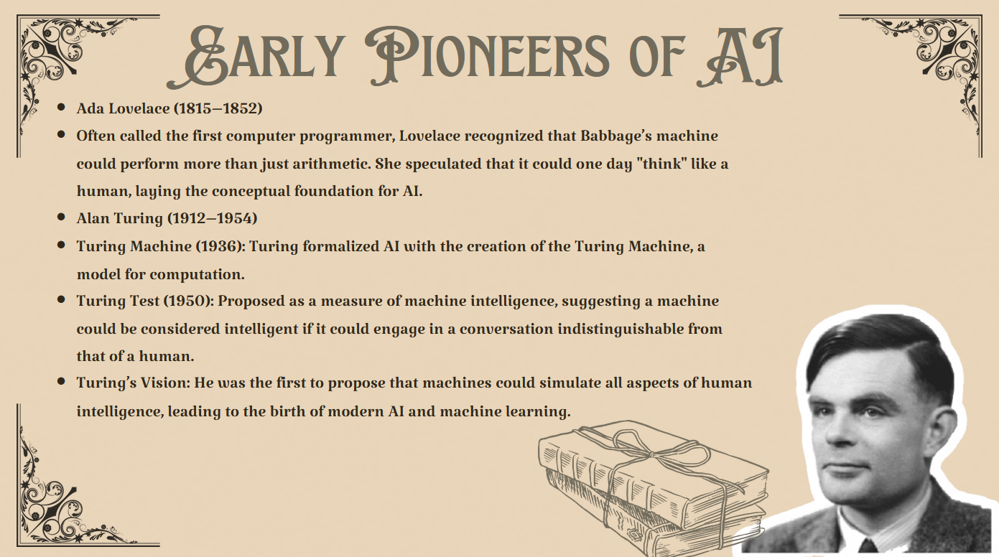 Early Pioneers of AI
• Ada Lovelace (1815–1852)
• Often called the first computer programmer, Lovelace recognized that Babbage’s machine
could perform more than just arithmetic. She speculated that it could one day "think" like a
human, laying the conceptual foundation for AI.
• Alan Turing (1912–1954)
• Turing Machine (1936): Turing formalized AI with the creation of the Turing Machine, a
model for computation.
• Turing Test (1950): Proposed as a measure of machine intelligence, suggesting a machine
could be considered intelligent if it could engage in a conversation indistinguishable from
that of a human.
• Turing’s Vision: He was the first to propose that machines could simulate all aspects of human
intelligence, leading to the birth of modern AI and machine learning.